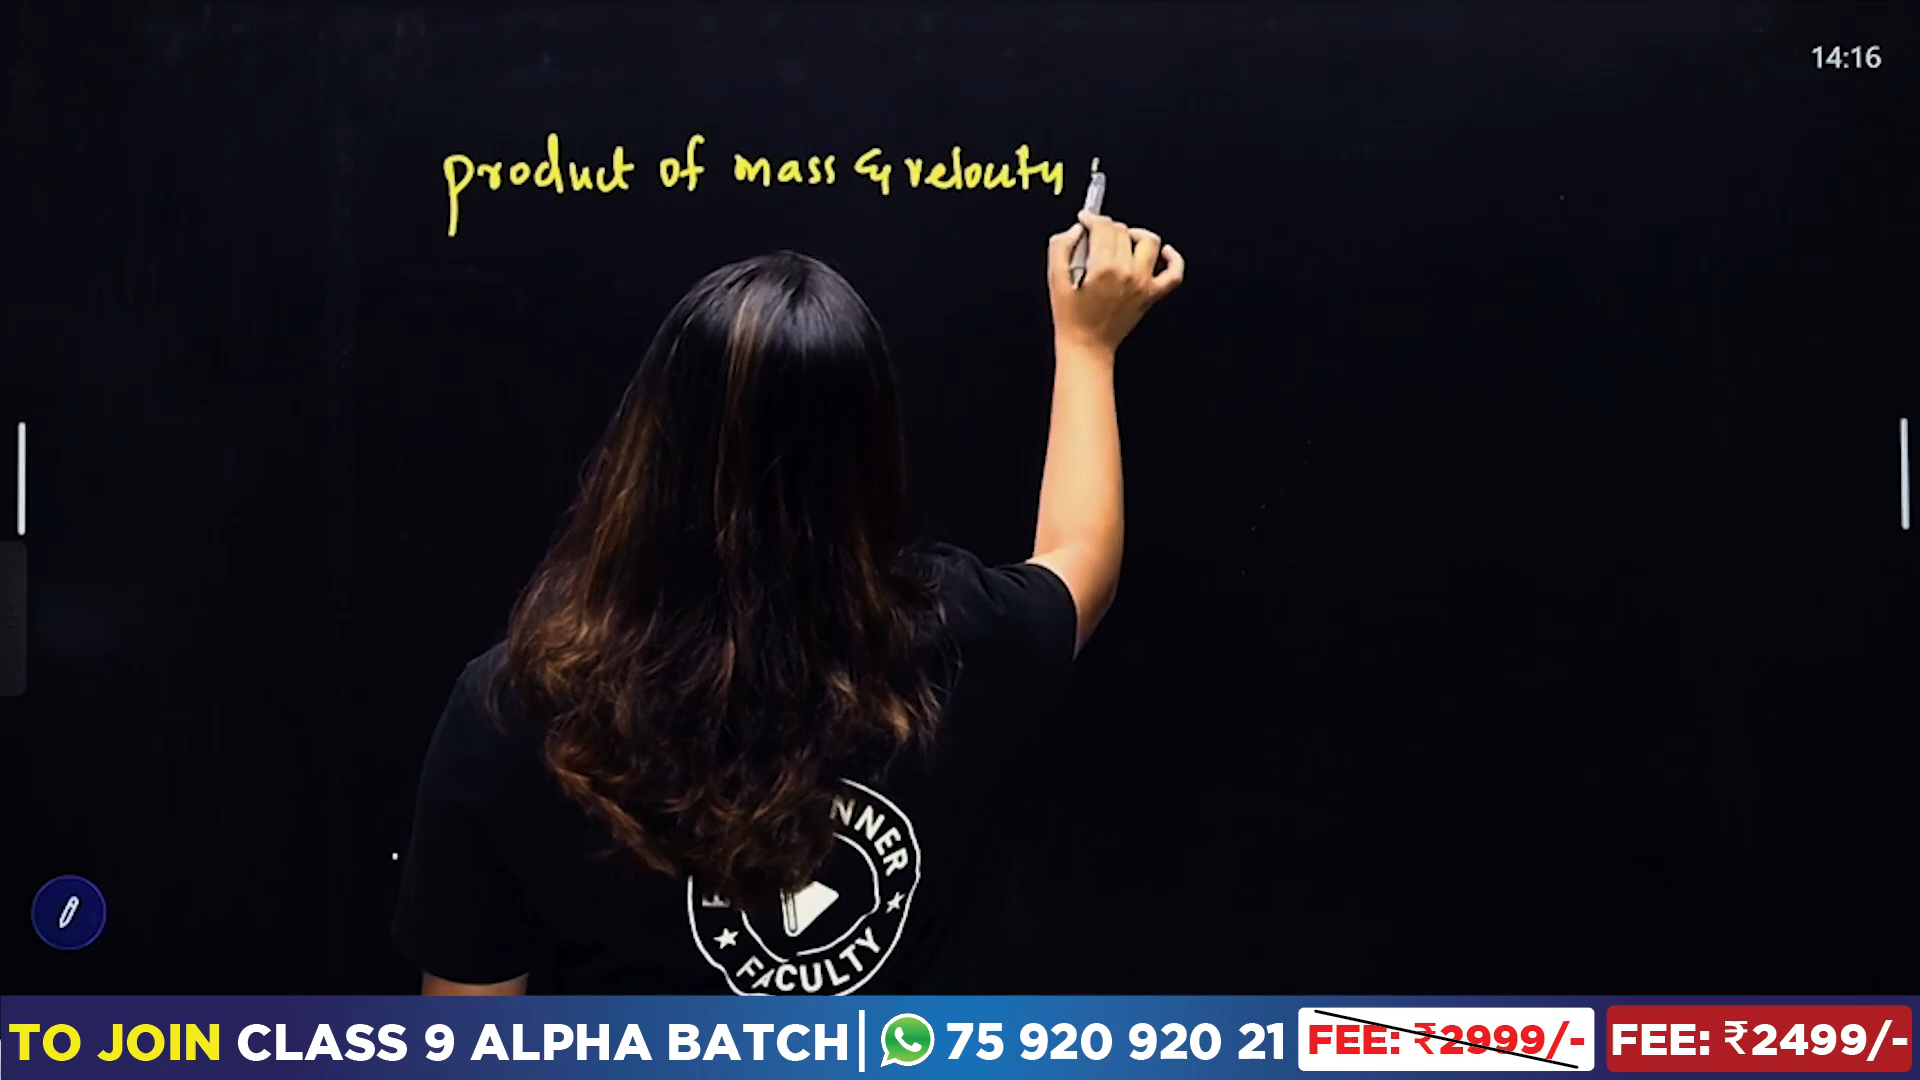 14:16
product of mass & velocity
NNER
FACULTY
TO JOIN CLASS 9 ALPHA BATCH | 75 920 920 21 FEE: ₹2999/- FEE: ₹2499/-